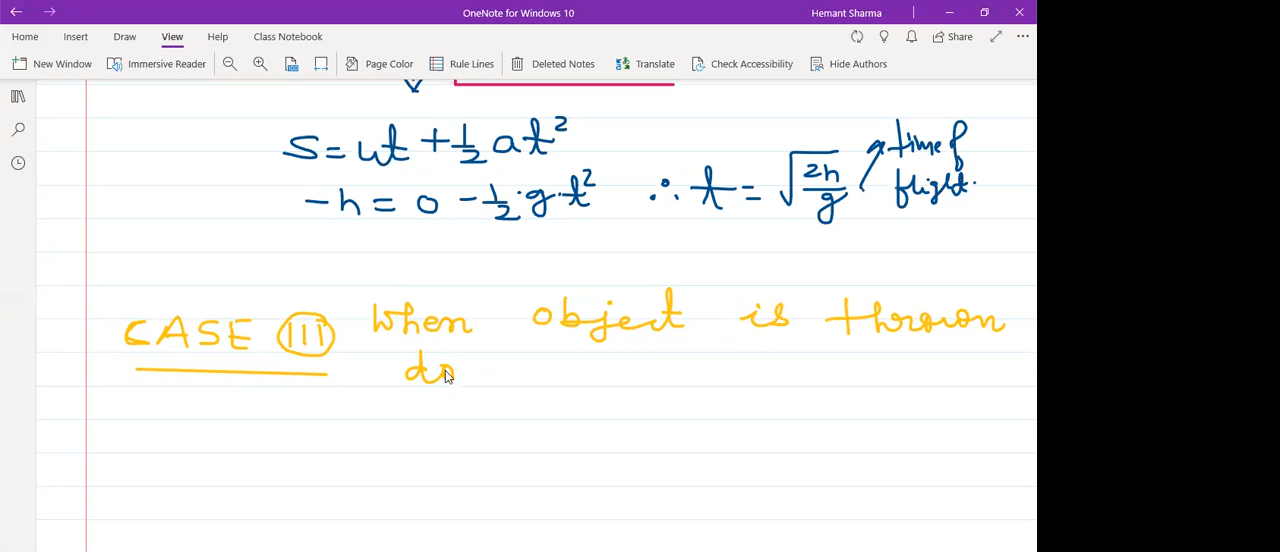 OneNote for Windows 10
Hemant Sharma
Home Insert Draw View Help Class Notebook
Share
New Window Immersive Reader Page Color Rule Lines Deleted Notes Translate Check Accessibility Hide Authors
S = ut + 1/2 at²
-h = 0 - 1/2·g·t² ∴ t = √(2h/g)
time of
flight.
CASE III When object is thrown
do